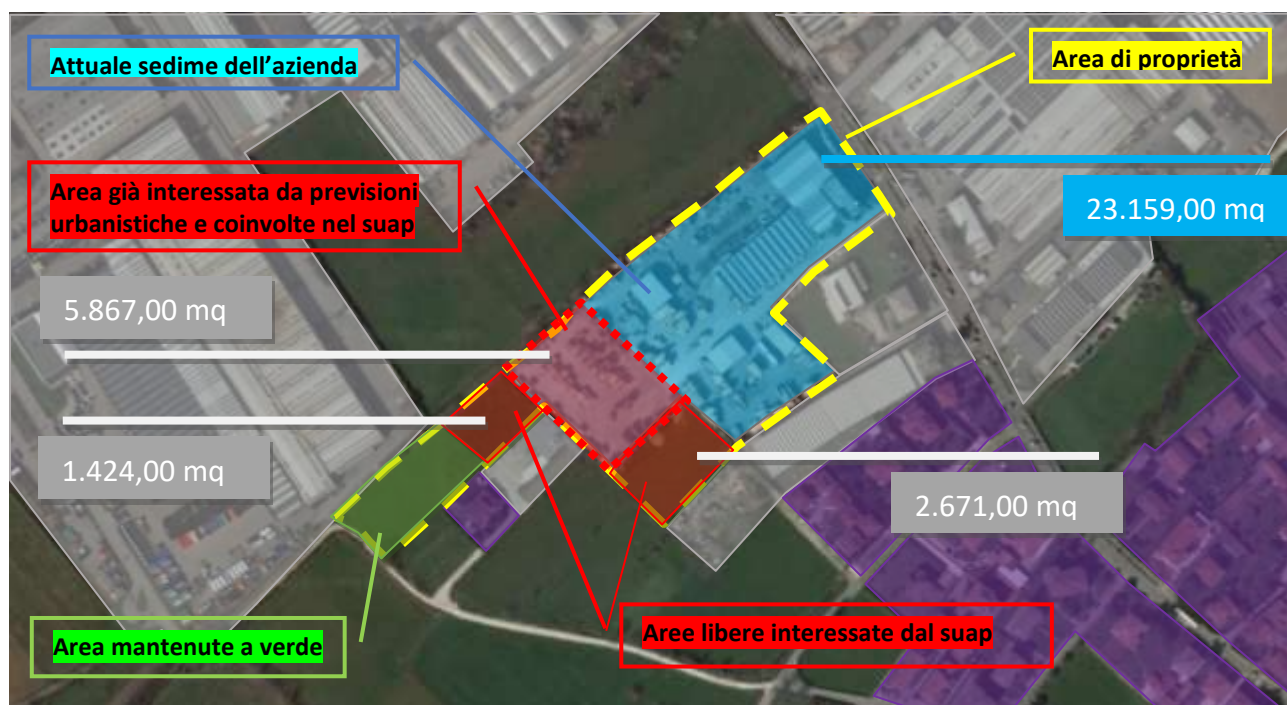 Attuale sedime dell’azienda
Area di proprietà
Area già interessata da previsioni
urbanistiche e coinvolte nel suap
23.159,00 mq
5.867,00 mq
1.424,00 mq
2.671,00 mq
Area mantenute a verde
Aree libere interessate dal suap